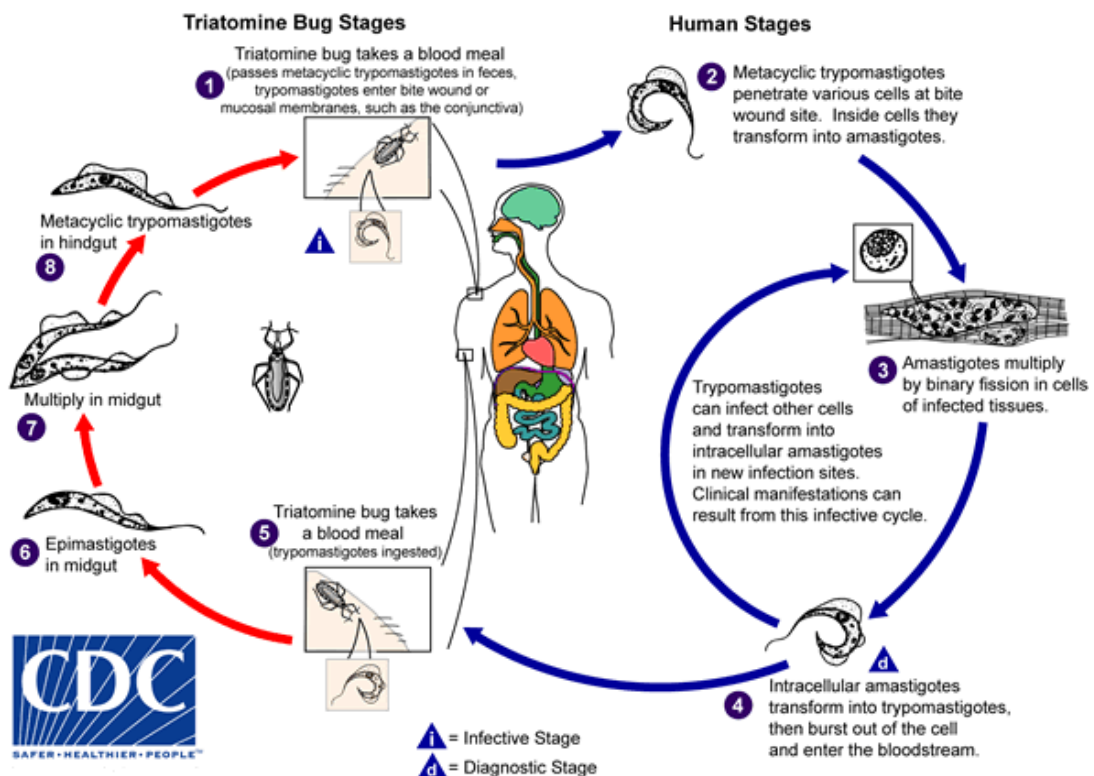 Triatomine Bug Stages
Human Stages
1
Triatomine bug takes a blood meal
(passes metacyclic trypomastigotes in feces,
trypomastigotes enter bite wound or
mucosal membranes, such as the conjunctiva)
i
2
Metacyclic trypomastigotes
penetrate various cells at bite
wound site. Inside cells they
transform into amastigotes.
3
Amastigotes multiply
by binary fission in cells
of infected tissues.
Trypomastigotes
can infect other cells
and transform into
intracellular amastigotes
in new infection sites.
Clinical manifestations can
result from this infective cycle.
d
4
Intracellular amastigotes
transform into trypomastigotes,
then burst out of the cell
and enter the bloodstream.
5
Triatomine bug takes
a blood meal
(trypomastigotes ingested)
6
Epimastigotes
in midgut
Multiply in midgut
7
Metacyclic trypomastigotes
in hindgut
8
CDC
SAFER·HEALTHIER·PEOPLE™
i = Infective Stage
d = Diagnostic Stage